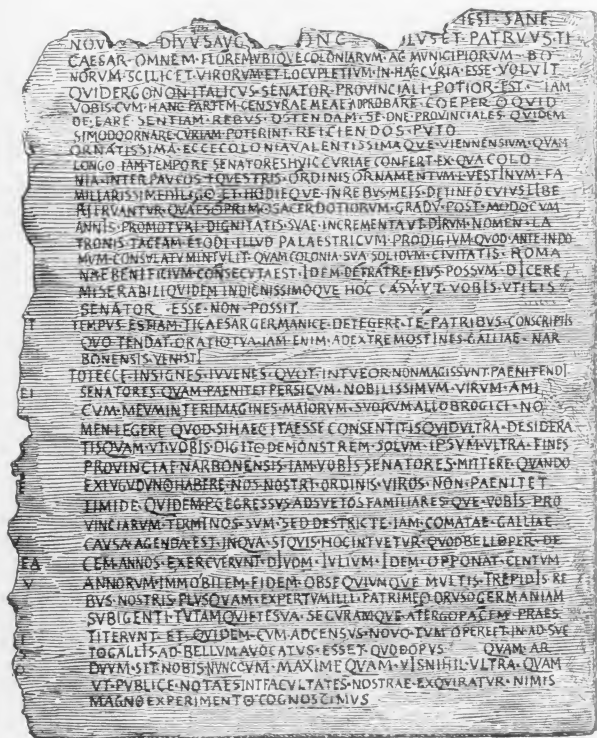 IESI · SANE
NOVO · DIVVS AVG ONC LVS ET PATRVVS · TI
CAESAR · OMNEM · FLOREM VBIQVE COLONIARVM · AC MVNICIPIORVM · BO
NORVM · SCILICET · VIRORVM · ET LOCVPLETIVM · IN HAC CVRIA · ESSE · VOLVIT
QVID ERGO NON · ITALICVS · SENATOR · PROVINCIALI · POTIOR · EST · IAM
VOBIS · CVM · HANC PARTEM · CENSVRAE MEAE ADPROBARE · COEPERO QVID
DE · EA RE · SENTIAM · REBVS · OSTENDAM · SED NE · PROVINCIALES · QVIDEM
SI MODO ORNARE · CVRIAM · POTERINT · REICIENDOS · PVTO
ORNATISSIMA · ECCE COLONIA VALENTISSIMA QVE · VIENNENSIVM · QVAM
LONGO IAM · TEMPORE SENATORES HVIC CVRIAE CONFERT · EX QVA COLO
NIA · INTER PAVCOS · EQVESTRIS · ORDINIS ORNAMENTVM L VESTINVM · FA
MILIARISSIME DILIGO · ET · HODIEQVE · IN REBVS MEIS · DETINEO CVIVS LIBE
RI FRVANTVR · QVAESO PRIMO SACERDOTIORVM · GRADV · POST · MODO CVM
ANNIS · PROMOTVRI · DIGNITATIS · SVAE · INCREMENTA VT DIRVM · NOMEN · LA
TRONIS · TACEAM · ET ODI · ILLVD · PALAESTRICVM · PRODIGIVM QVOD · ANTE IN DO
MVM · CONSVLATVM INTVLIT · QVAM COLONIA · SVA SOLIDVM · CIVITATIS · ROMA
NAE BENIFICIVM · CONSECVTA EST · IDEM · DE FRATRE · EIVS · POSSVM · DICERE
MISERABILI QVIDEM · INDIGNISSIMO QVE · HOC · CASV · VT · VOBIS · VTILIS
SENATOR · ESSE · NON · POSSIT
TEMPVS EST IAM · TI CAESAR GERMANICE · DETEGERE · TE · PATRIBVS · CONSCRIPTIS
QVO TENDAT · ORATIO TVA · IAM ENIM · AD EXTREMOS FINES · GALLIAE · NAR
BONENSIS · VENISTI
TOT ECCE · INSIGNES · IVVENES · QVOT · INTVEOR · NON MAGIS SVNT · PAENITENDI
SENATORES · QVAM · PAENITET PERSICVM · NOBILISSIMVM · VIRVM · AMI
CVM · MEVM · INTER IMAGINES · MAIORVM · SVORVM ALLOBROGICI · NO
MEN · LEGERE · QVOD · SI HAEC ITA ESSE · CONSENTITIS QVID VLTRA · DESIDERA
TIS QVAM · VT · VOBIS · DIGITO DEMONSTREM · SOLVM · IPSVM · VLTRA · FINES
PROVINCIAE NARBONENSIS · IAM VOBIS · SENATORES · MITTERE · QVANDO
EX LVGVDVNO HABERE · NOS · NOSTRI · ORDINIS · VIROS · NON · PAENITET
TIMIDE · QVIDEM · P C EGRESSVS ADSVETOS FAMILIARES QVE · VOBIS · PRO
VINCIARVM · TERMINOS · SVM · SED DESTRICTE · IAM · COMATAE · GALLIAE
CAVSA · AGENDA · EST · IN QVA · SI QVIS · HOC INTVETVR · QVOD BELLO PER · DE
CEM ANNOS · EXERCVERVNT · DIVOM · IVLIVM · IDEM · OPPONAT · CENTVM
ANNORVM · IMMOBILEM · FIDEM · OBSEQVIVMQVE · MVLTIS · TREPIDIS · RE
BVS · NOSTRIS · PLVS QVAM · EXPERTVM ILLI · PATRI MEO DRVSO GERMANIAM
SVBIGENTI · TVTAM QVIETE SVA · SECVRAMQVE · A TERGO PACEM · PRAES
TITERVNT · ET · QVIDEM · CVM · AD CENSVS · NOVO · TVM OPERE ET · IN AD SVE
TO GALLIS · AD · BELLVM AVOCATVS · ESSET · QVOD OPVS · QVAM · AR
DVVM · SIT · NOBIS · NVNC CVM · MAXIME QVAM · VIS NIHIL VLTRA · QVAM
VT · PVBLICE · NOTAE SINT FACVLTATES · NOSTRAE · EXQVIRATVR · NIMIS
MAGNO EXPERIMENTO COGNOSCIMVS